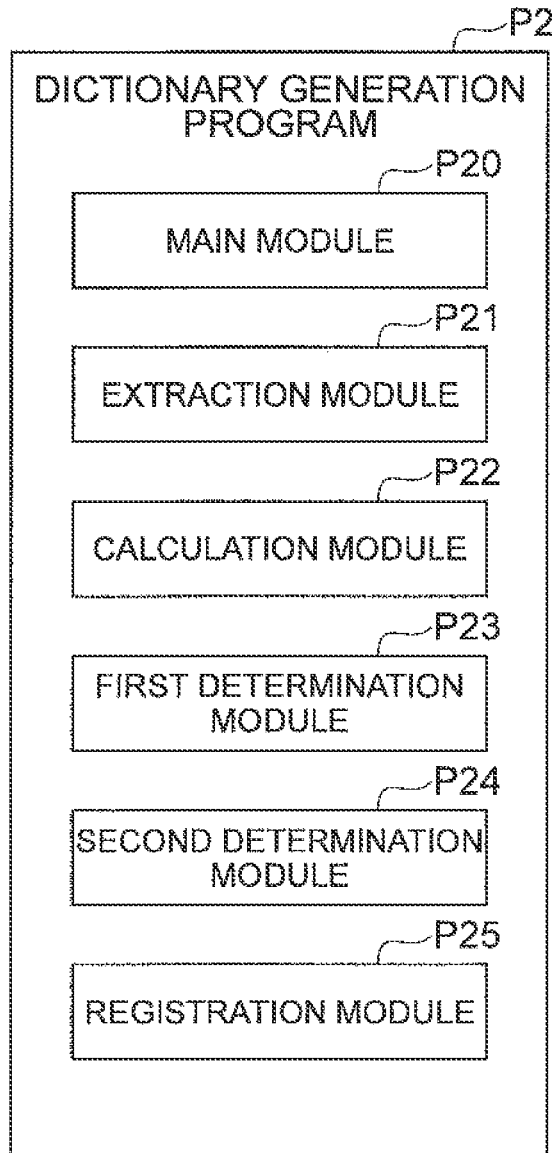 P2
DICTIONARY GENERATION
PROGRAM
P20
MAIN MODULE
P21
EXTRACTION MODULE
P22
CALCULATION MODULE
P23
FIRST DETERMINATION
MODULE
P24
SECOND DETERMINATION
MODULE
P25
REGISTRATION MODULE